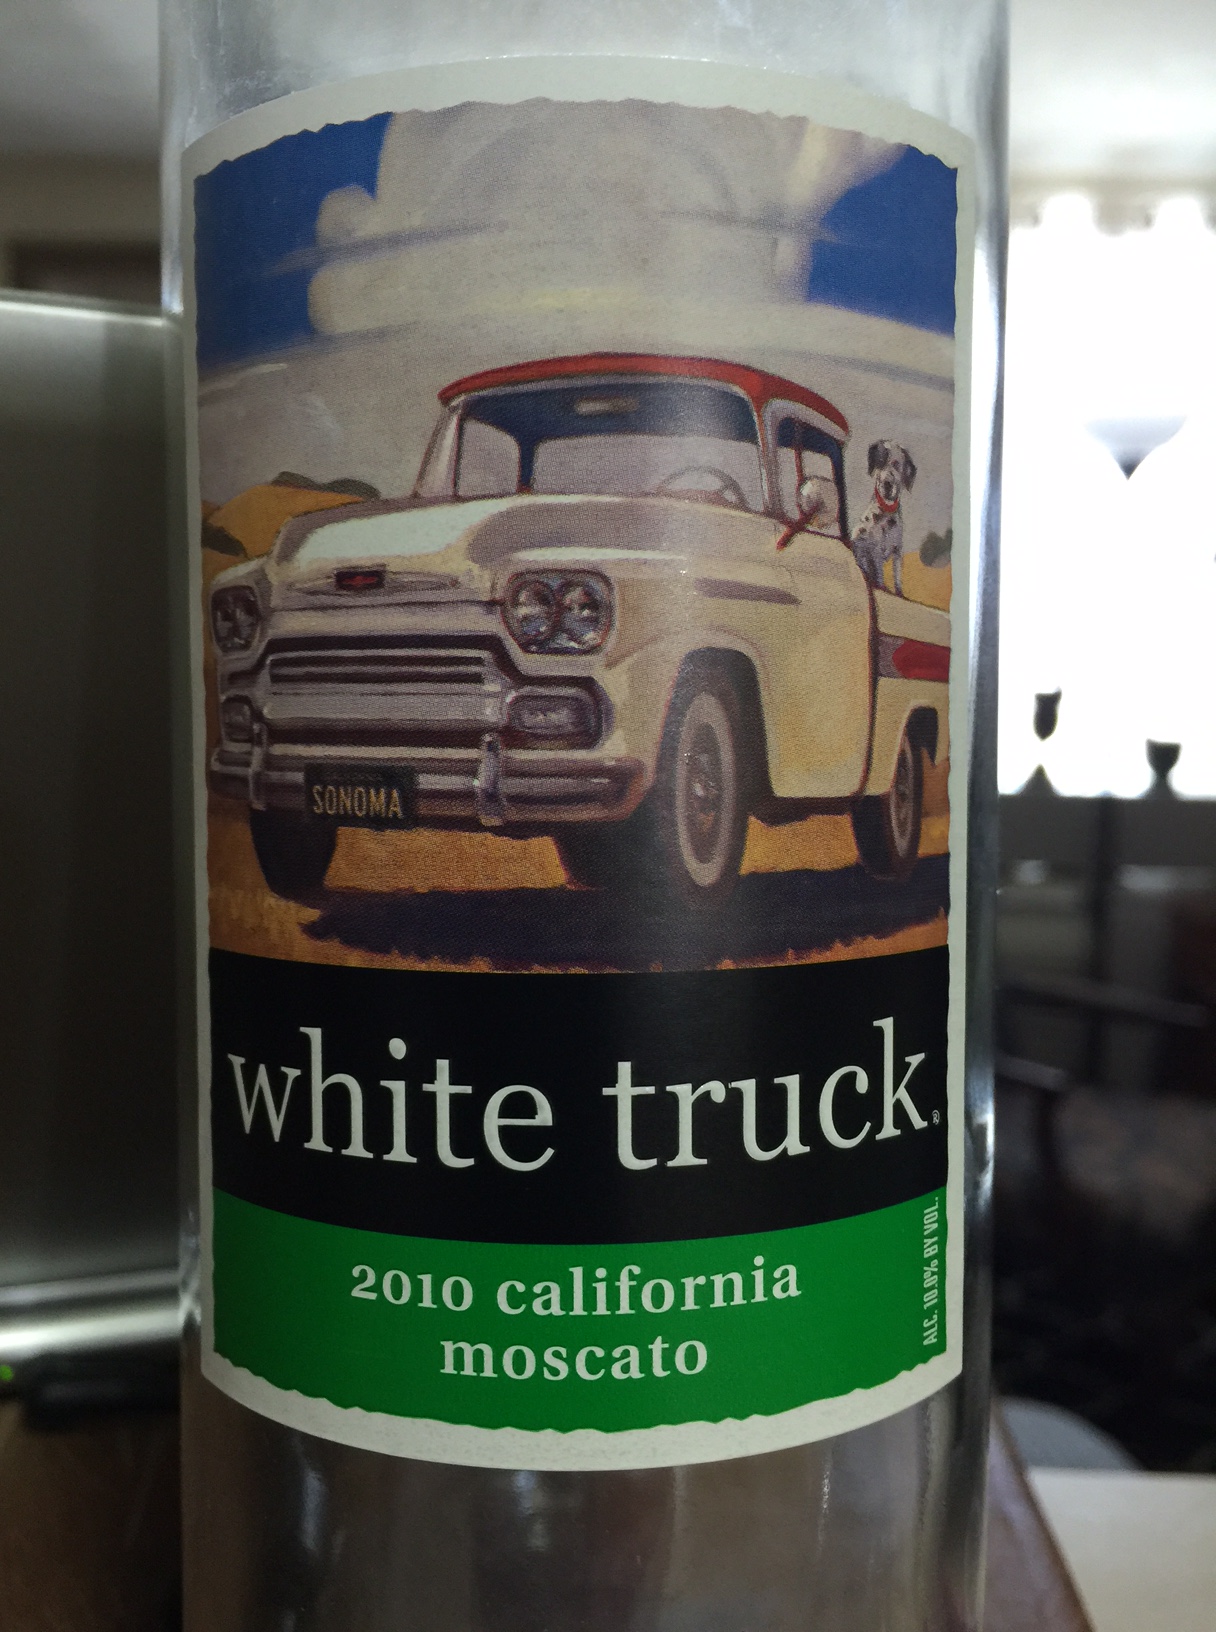 SONOMA
white truck®
2010 california
moscato
ALC. 10.0% BY VOL.